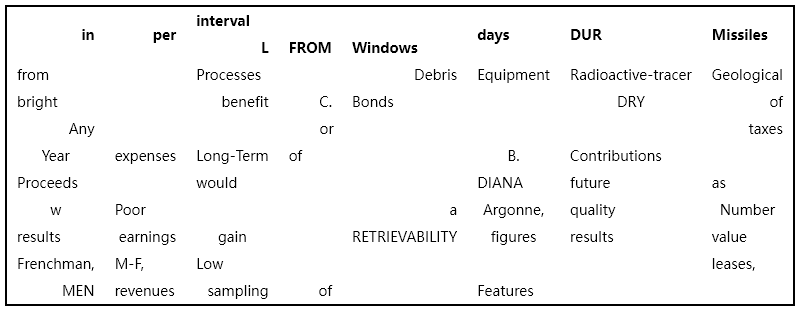 in per interval L FROM Windows days DUR Missiles
from Processes Debris Equipment Radioactive-tracer Geological
bright benefit C. Bonds DRY of
Any or taxes
Year expenses Long-Term of B. Contributions
Proceeds would DIANA future as
w Poor a Argonne, quality Number
results earnings gain RETRIEVABILITY figures results value
Frenchman, M-F, Low leases,
MEN revenues sampling of Features